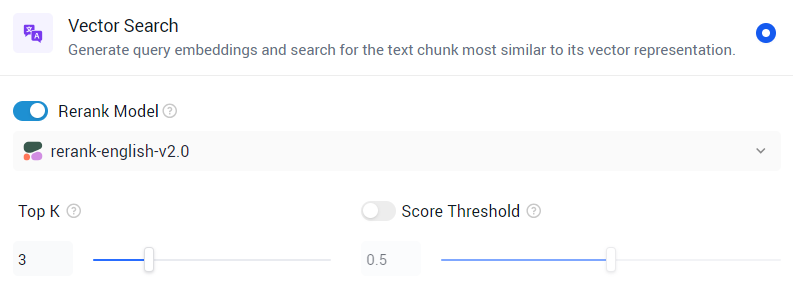 Vector Search
Generate query embeddings and search for the text chunk most similar to its vector representation.
Rerank Model ?
rerank-english-v2.0
Top K ? Score Threshold ?
3 0.5